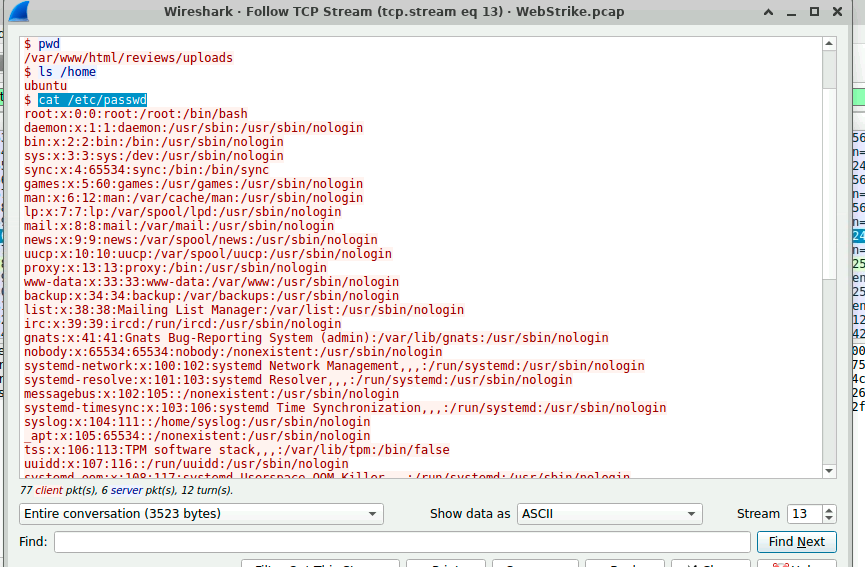 Wireshark · Follow TCP Stream (tcp.stream eq 13) · WebStrike.pcap
$ pwd
/var/www/html/reviews/uploads
$ ls /home
ubuntu
$ cat /etc/passwd
root:x:0:0:root:/root:/bin/bash
daemon:x:1:1:daemon:/usr/sbin:/usr/sbin/nologin
bin:x:2:2:bin:/bin:/usr/sbin/nologin
sys:x:3:3:sys:/dev:/usr/sbin/nologin
sync:x:4:65534:sync:/bin:/bin/sync
games:x:5:60:games:/usr/games:/usr/sbin/nologin
man:x:6:12:man:/var/cache/man:/usr/sbin/nologin
lp:x:7:7:lp:/var/spool/lpd:/usr/sbin/nologin
mail:x:8:8:mail:/var/mail:/usr/sbin/nologin
news:x:9:9:news:/var/spool/news:/usr/sbin/nologin
uucp:x:10:10:uucp:/var/spool/uucp:/usr/sbin/nologin
proxy:x:13:13:proxy:/bin:/usr/sbin/nologin
www-data:x:33:33:www-data:/var/www:/usr/sbin/nologin
backup:x:34:34:backup:/var/backups:/usr/sbin/nologin
list:x:38:38:Mailing List Manager:/var/list:/usr/sbin/nologin
irc:x:39:39:ircd:/run/ircd:/usr/sbin/nologin
gnats:x:41:41:Gnats Bug-Reporting System (admin):/var/lib/gnats:/usr/sbin/nologin
nobody:x:65534:65534:nobody:/nonexistent:/usr/sbin/nologin
systemd-network:x:100:102:systemd Network Management,,,:/run/systemd:/usr/sbin/nologin
systemd-resolve:x:101:103:systemd Resolver,,,:/run/systemd:/usr/sbin/nologin
messagebus:x:102:105::/nonexistent:/usr/sbin/nologin
systemd-timesync:x:103:106:systemd Time Synchronization,,,:/run/systemd:/usr/sbin/nologin
syslog:x:104:111::/home/syslog:/usr/sbin/nologin
_apt:x:105:65534::/nonexistent:/usr/sbin/nologin
tss:x:106:113:TPM software stack,,,:/var/lib/tpm:/bin/false
uuidd:x:107:116::/run/uuidd:/usr/sbin/nologin
systemd-oom:x:108:117:systemd Userspace OOM Killer,,,:/run/systemd:/usr/sbin/nologin
77 client pkt(s), 6 server pkt(s), 12 turn(s).
Entire conversation (3523 bytes)
Show data as ASCII
Stream 13
Find:
Find Next